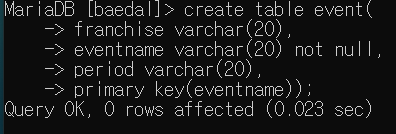 MariaDB [baedal]> create table event(
    -> franchise varchar(20),
    -> eventname varchar(20) not null,
    -> period varchar(20),
    -> primary key(eventname));
Query OK, 0 rows affected (0.023 sec)